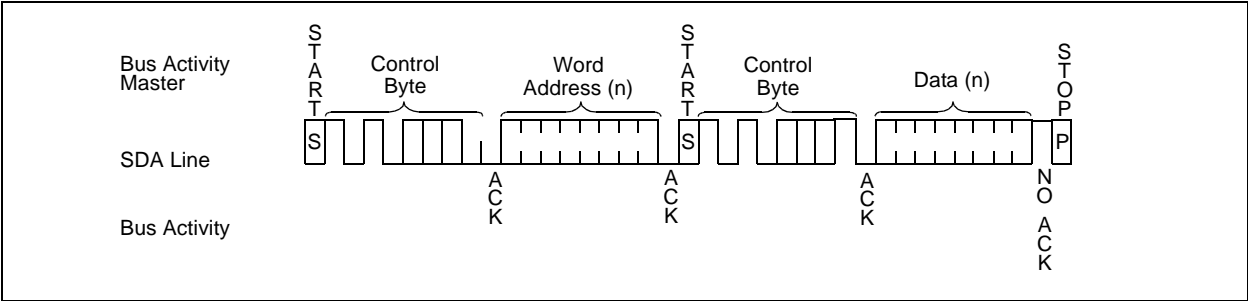 Bus Activity
Master
SDA Line
Bus Activity
START
Control
Byte
Word
Address (n)
START
Control
Byte
Data (n)
STOP
S
S
P
ACK
ACK
ACK
NO ACK